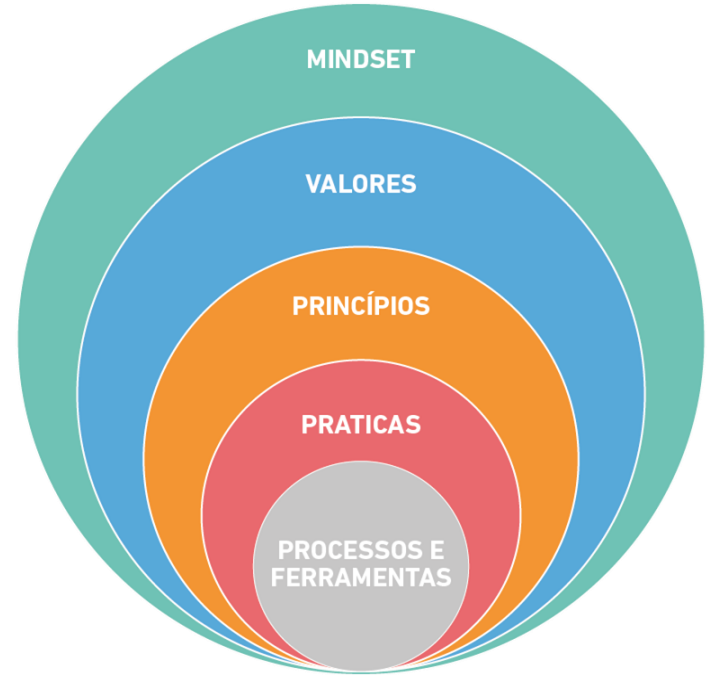 MINDSET
VALORES
PRINCÍPIOS
PRATICAS
PROCESSOS E
FERRAMENTAS